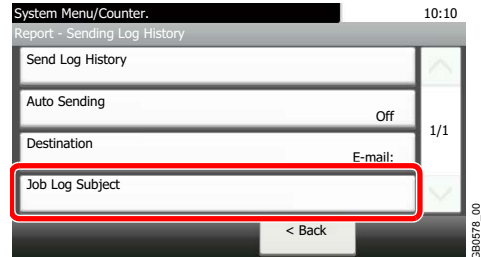 System Menu/Counter. 10:10
Report - Sending Log History
Send Log History
Auto Sending
Off
1/1
Destination
E-mail:
Job Log Subject
< Back
GB0578_00